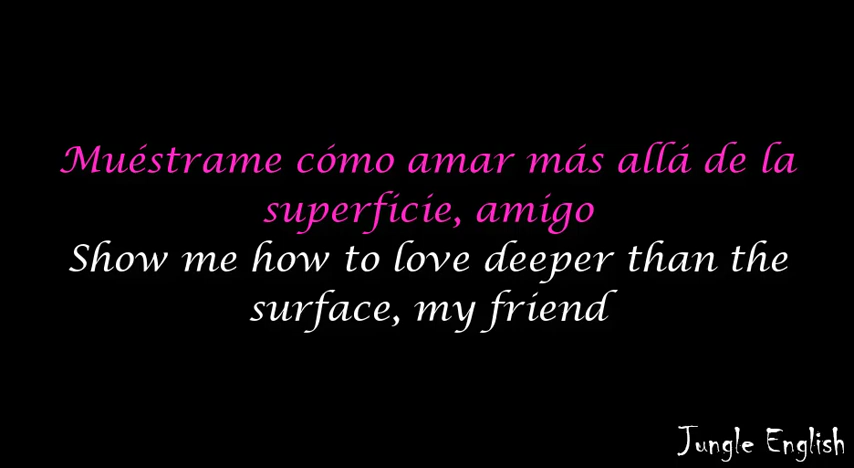 Muéstrame cómo amar más allá de la
superficie, amigo
Show me how to love deeper than the
surface, my friend
Jungle English